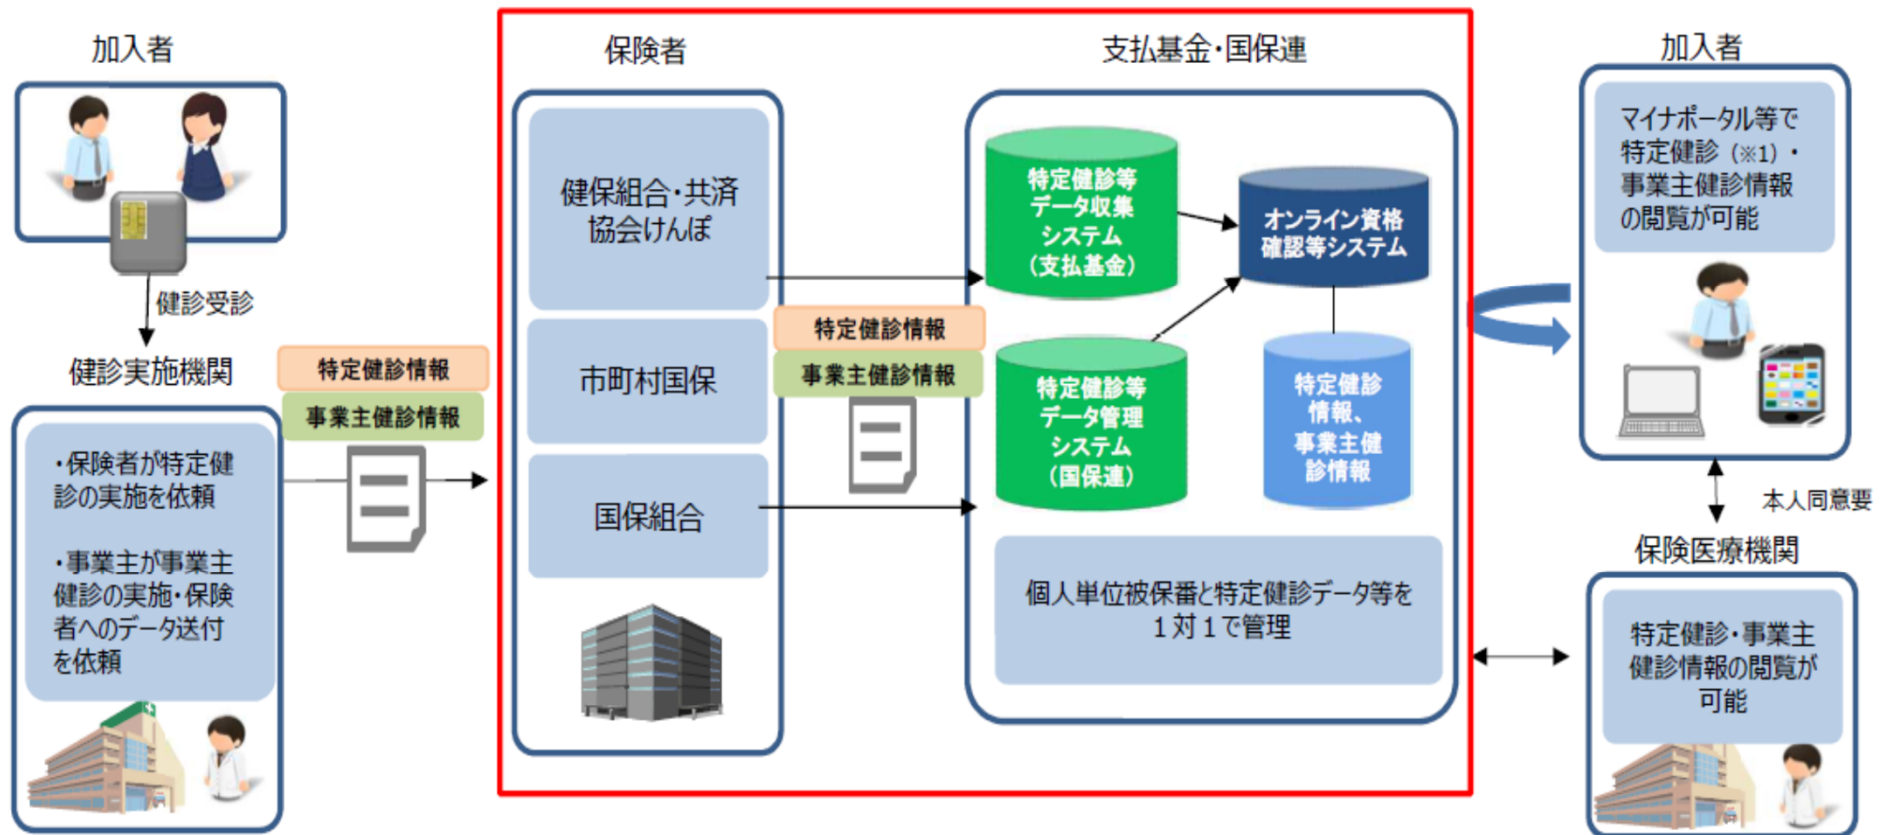 加入者
健診受診
健診実施機関
・保険者が特定健
診の実施を依頼
・事業主が事業主
健診の実施・保険
者へのデータ送付
を依頼
特定健診情報
事業主健診情報
保険者
健保組合・共済
協会けんぽ
市町村国保
国保組合
特定健診情報
事業主健診情報
支払基金・国保連
特定健診等
データ収集
システム
（支払基金）
オンライン資格
確認等システム
特定健診等
データ管理
システム
（国保連）
特定健診
情報、
事業主健
診情報
個人単位被保番と特定健診データ等を
１対１で管理
加入者
マイナポータル等で
特定健診（※1）・
事業主健診情報
の閲覧が可能
本人同意要
保険医療機関
特定健診・事業主
健診情報の閲覧が
可能